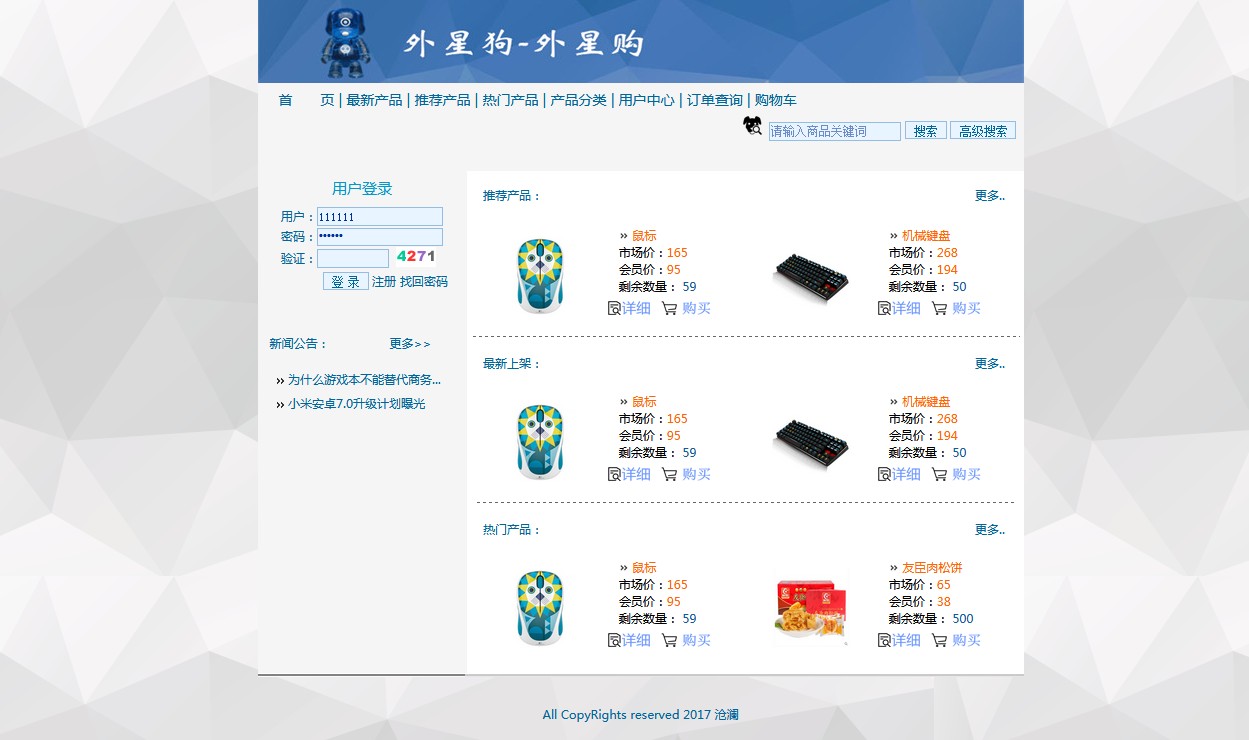 外星狗-外星购
首 页 | 最新产品 | 推荐产品 | 热门产品 | 产品分类 | 用户中心 | 订单查询 | 购物车
请输入商品关键词 搜索 高级搜索
用户登录
用户：111111
密码：••••••
验证： 4271
登 录 注册 找回密码
新闻公告： 更多>>
›› 为什么游戏本不能替代商务...
›› 小米安卓7.0升级计划曝光
推荐产品： 更多..
›› 鼠标
市场价：165
会员价：95
剩余数量： 59
详细 购买
›› 机械键盘
市场价：268
会员价：194
剩余数量： 50
详细 购买
最新上架： 更多..
›› 鼠标
市场价：165
会员价：95
剩余数量： 59
详细 购买
›› 机械键盘
市场价：268
会员价：194
剩余数量： 50
详细 购买
热门产品： 更多..
›› 鼠标
市场价：165
会员价：95
剩余数量： 59
详细 购买
›› 友臣肉松饼
市场价：65
会员价：38
剩余数量： 500
详细 购买
All CopyRights reserved 2017 沧澜